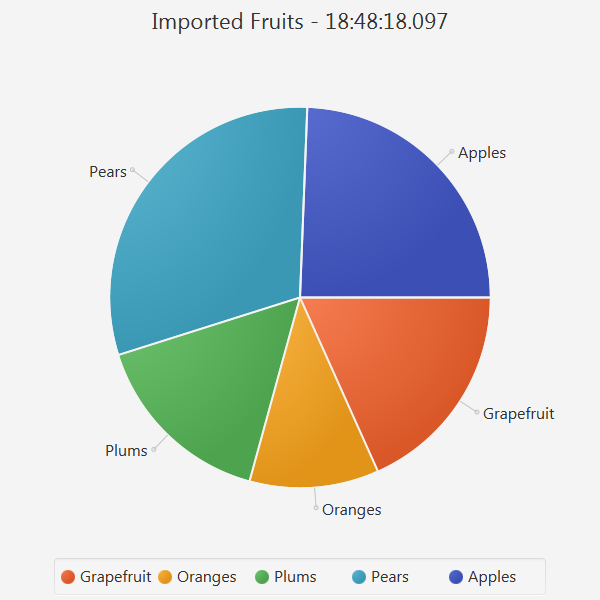 Imported Fruits - 18:48:18.097
Apples
Pears
Grapefruit
Plums
Oranges
Grapefruit Oranges Plums Pears Apples